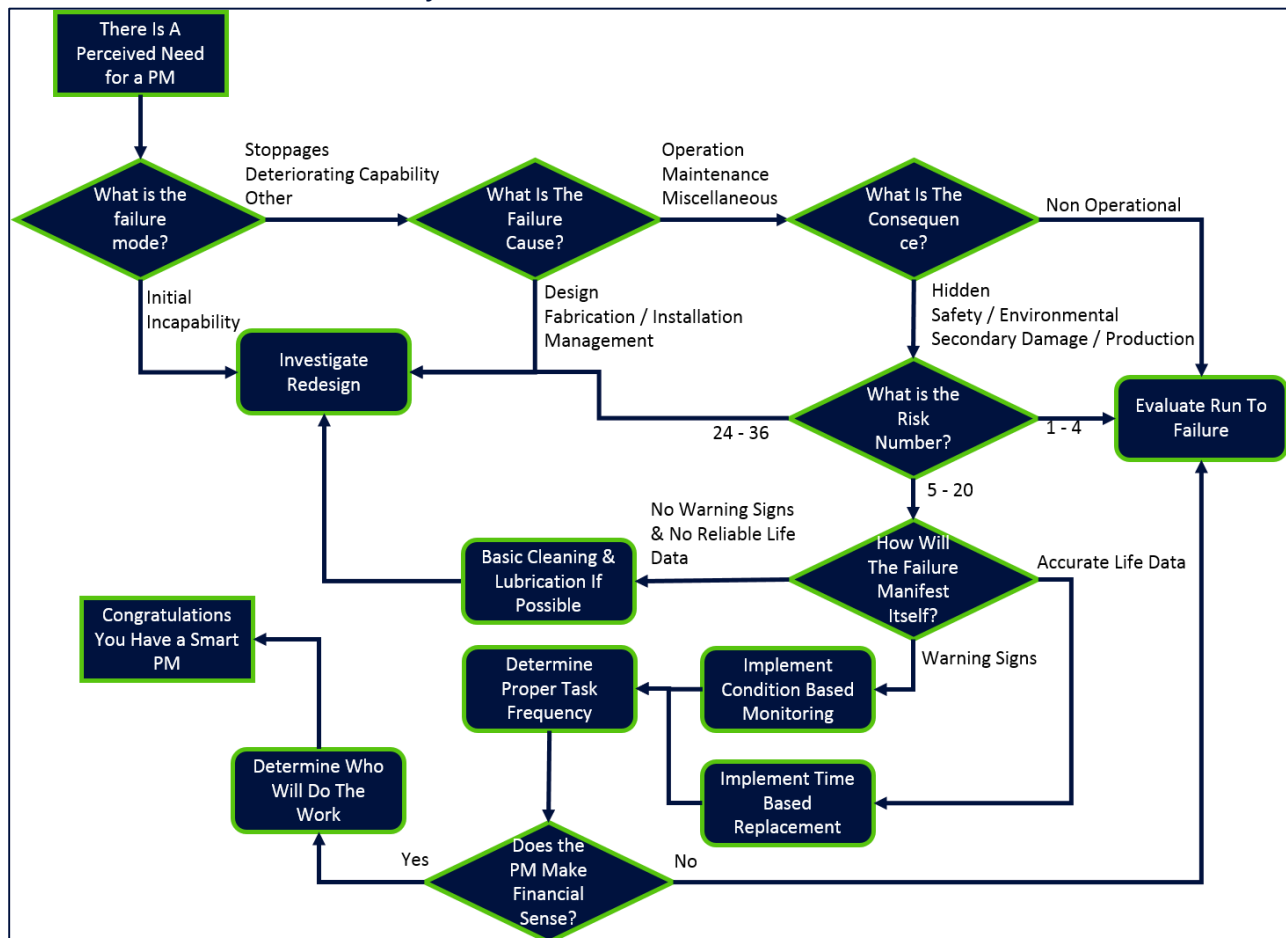 There Is A
Perceived Need
for a PM
Stoppages
Deteriorating Capability
Other
Operation
Maintenance
Miscellaneous
What is the
failure
mode?
What Is The
Failure
Cause?
What Is The
Consequen
ce?
Non Operational
Initial
Incapability
Design
Fabrication / Installation
Management
Hidden
Safety / Environmental
Secondary Damage / Production
Investigate
Redesign
What is the
Risk
Number?
Evaluate Run To
Failure
24 - 36
1 - 4
5 - 20
No Warning Signs
& No Reliable Life
Data
How Will
The Failure
Manifest
Itself?
Accurate Life Data
Basic Cleaning &
Lubrication If
Possible
Congratulations
You Have a Smart
PM
Warning Signs
Determine
Proper Task
Frequency
Implement
Condition Based
Monitoring
Determine Who
Will Do The
Work
Implement Time
Based
Replacement
Yes
Does the
PM Make
Financial
Sense?
No